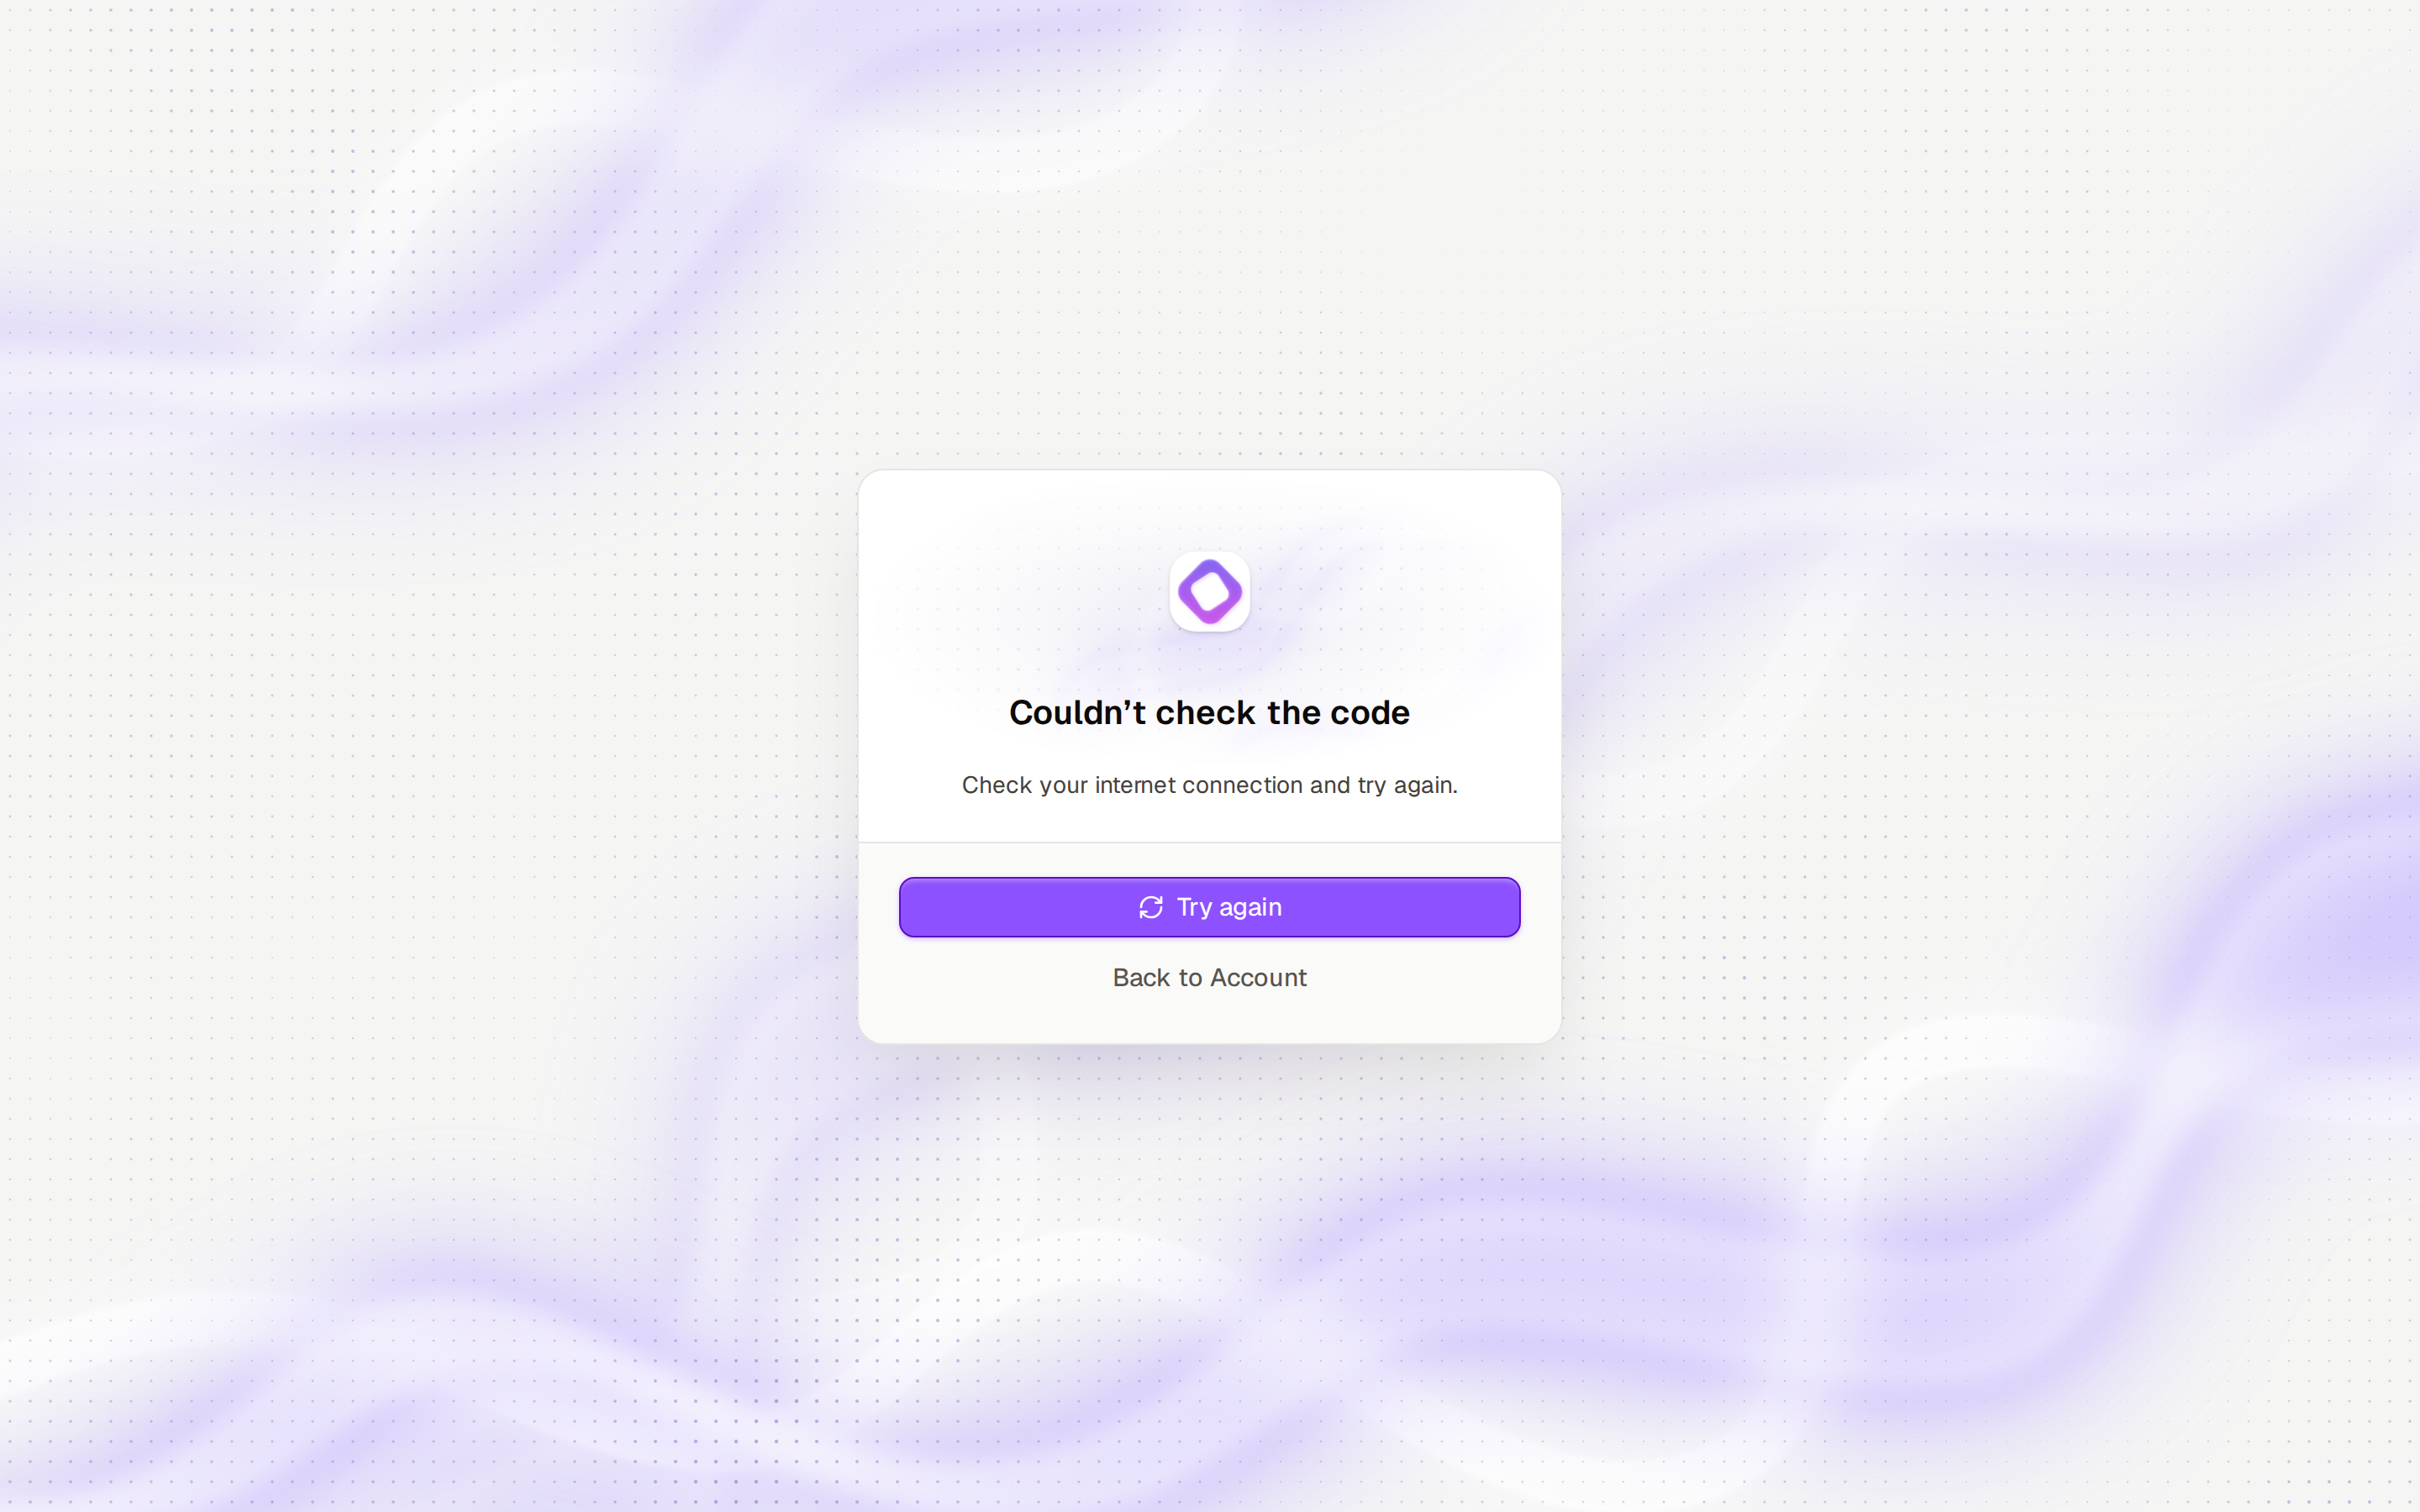 Couldn’t check the code
Check your internet connection and try again.
Try again
Back to Account